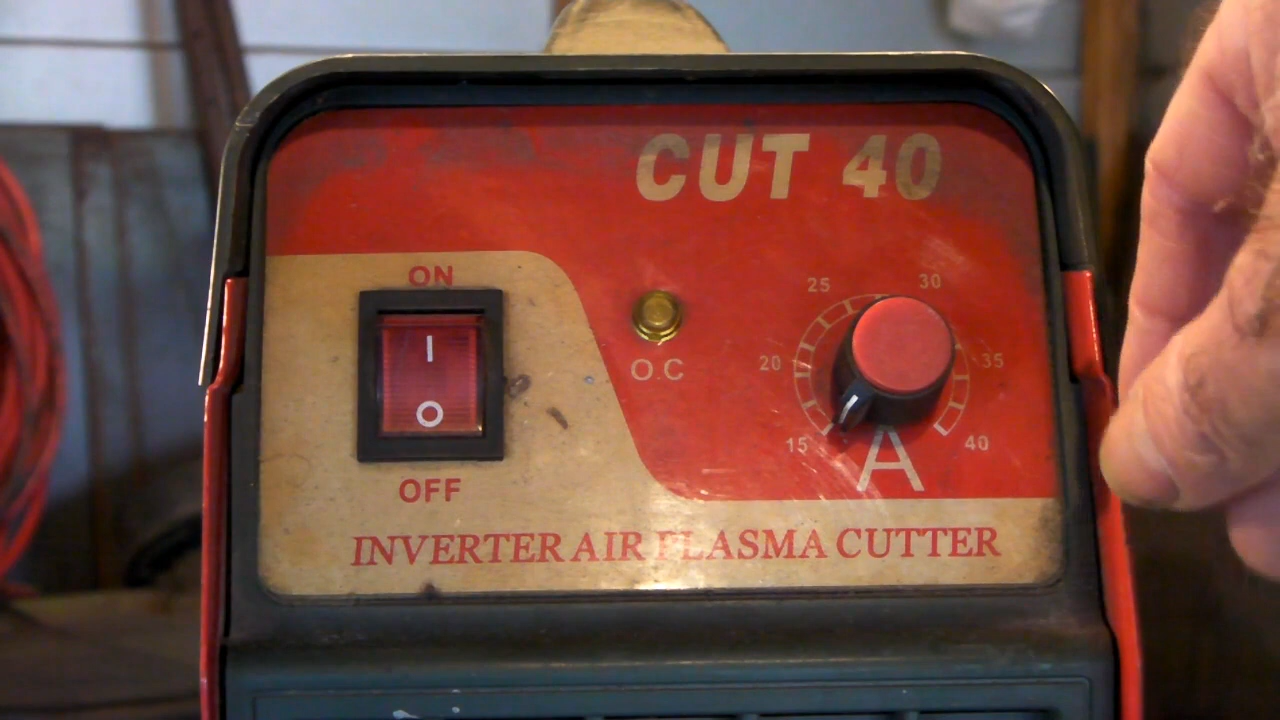 CUT 40
ON
I
O
OFF
O.C
25 30
20 35
15 40
A
INVERTER AIR PLASMA CUTTER